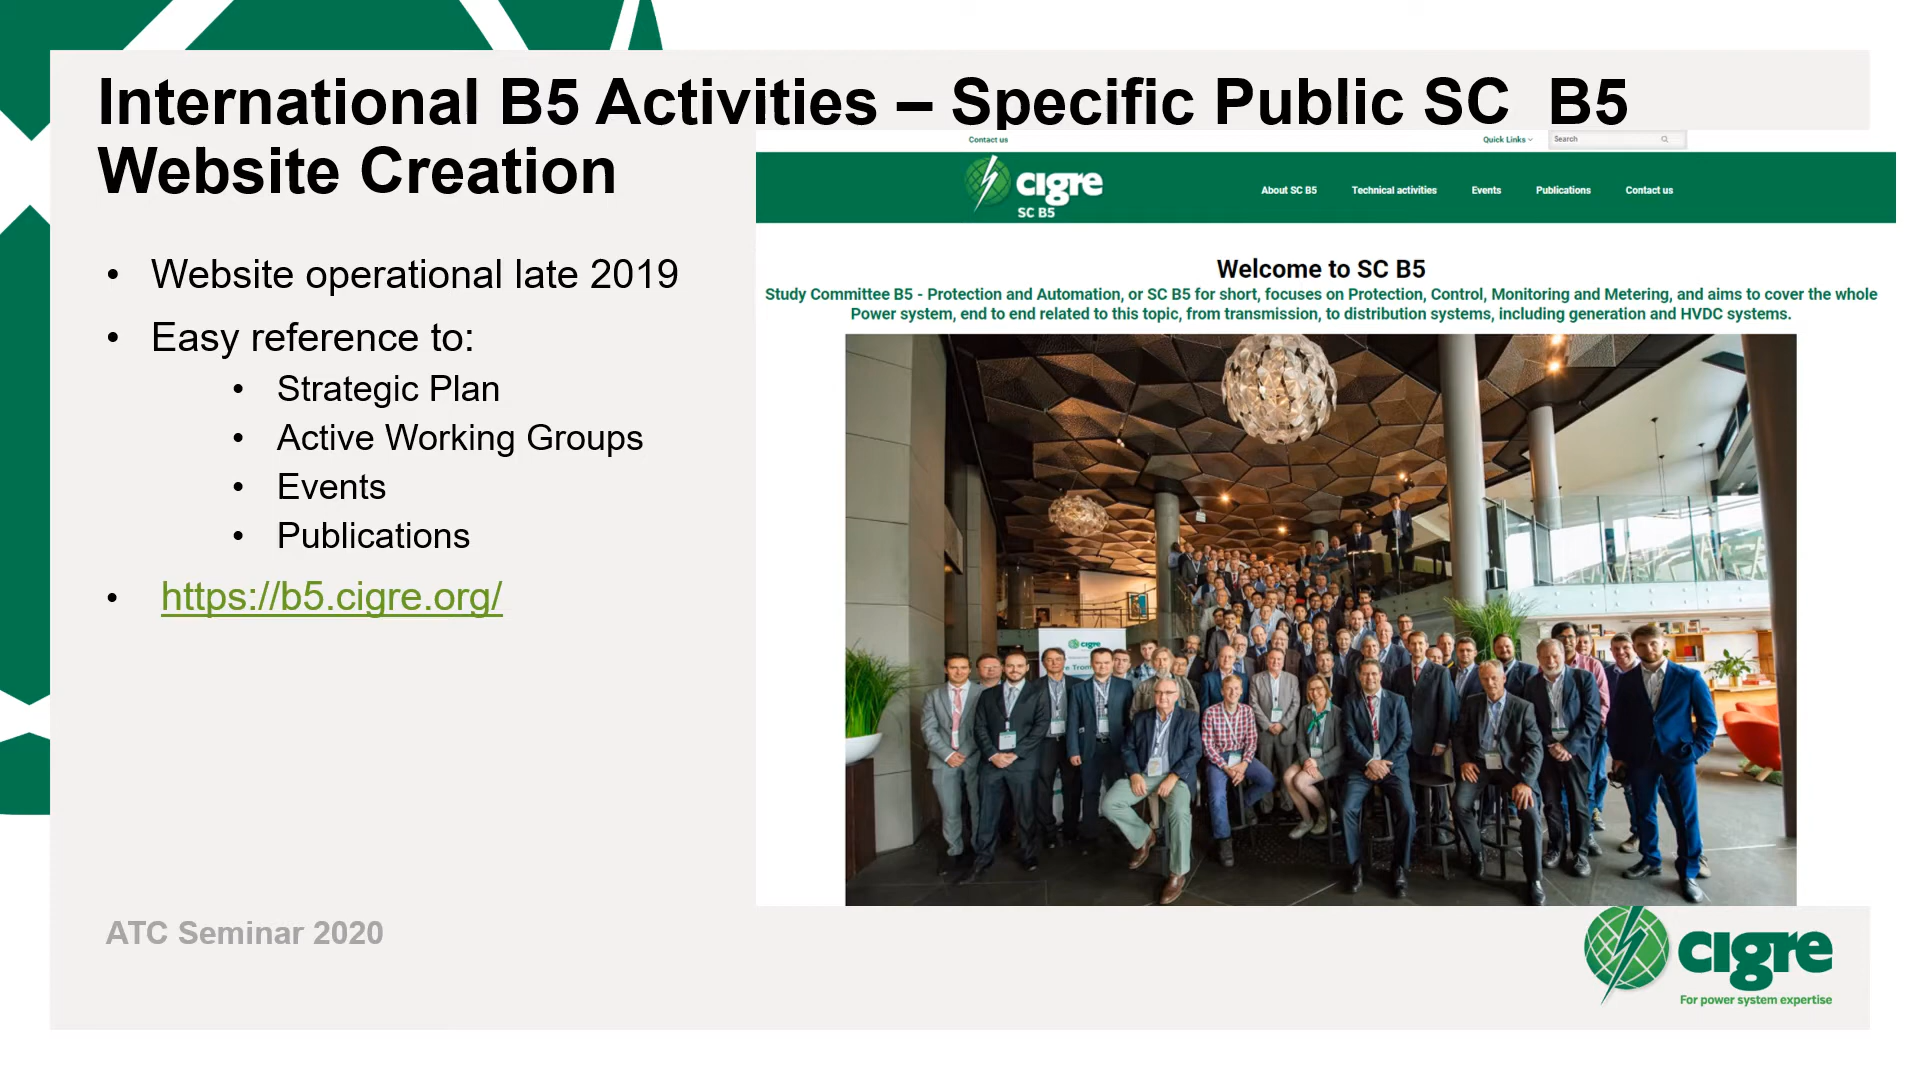 International B5 Activities – Specific Public SC  B5
Website Creation
• Website operational late 2019
• Easy reference to:
• Strategic Plan
• Active Working Groups
• Events
• Publications
• https://b5.cigre.org/
Contact us
Quick Links
Search
cigre
SC B5
About SC B5
Technical activities
Events
Publications
Contact us
Welcome to SC B5
Study Committee B5 - Protection and Automation, or SC B5 for short, focuses on Protection, Control, Monitoring and Metering, and aims to cover the whole
Power system, end to end related to this topic, from transmission, to distribution systems, including generation and HVDC systems.
cigre
ATC Seminar 2020
cigre
For power system expertise